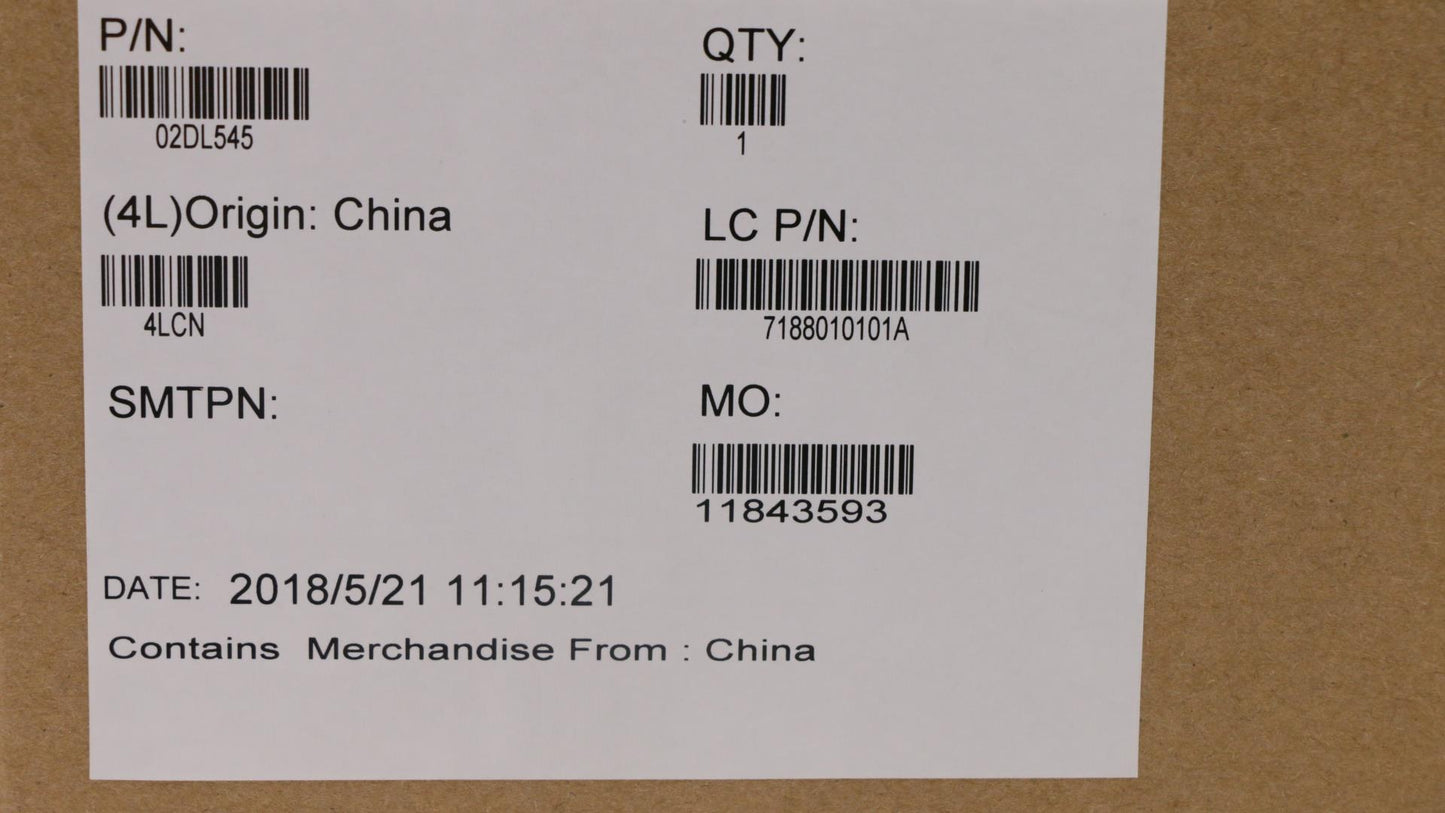 P/N:
QTY:
02DL545
1
(4L)Origin: China
LC P/N:
4LCN
7188010101A
SMTPN:
MO:
11843593
DATE: 2018/5/21 11:15:21
Contains Merchandise From : China